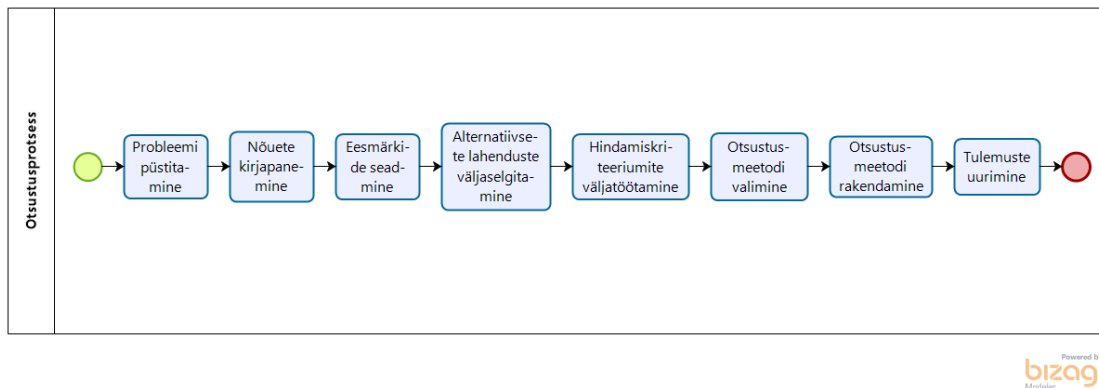 Otsustusprotsess
Probleemi
püstita-
mine
Nõuete
kirjapane-
mine
Eesmärki-
de sead-
mine
Alternatiivse-
te lahenduste
väljaselgita-
mine
Hindamiskri-
teeriumite
väljatöötamine
Otsustus-
meetodi
valimine
Otsustus-
meetodi
rakendamine
Tulemuste
uurimine
Powered by
bizag
Modeler